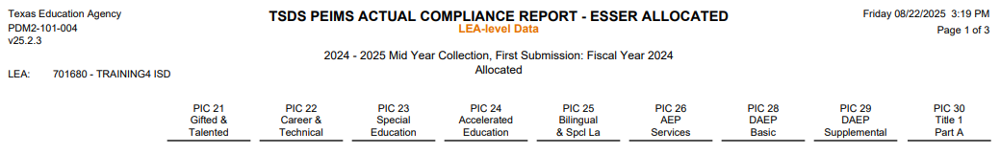 Texas Education Agency
PDM2-101-004
v25.2.3
TSDS PEIMS ACTUAL COMPLIANCE REPORT - ESSER ALLOCATED
LEA-level Data
Friday 08/22/2025 3:19 PM
Page 1 of 3
2024 - 2025 Mid Year Collection, First Submission: Fiscal Year 2024
Allocated
LEA: 701680 - TRAINING4 ISD
PIC 21 PIC 22 PIC 23 PIC 24 PIC 25 PIC 26 PIC 28 PIC 29 PIC 30
Gifted & Career & Special Accelerated Bilingual AEP DAEP DAEP Title 1
Talented Technical Education Education & Spcl La Services Basic Supplemental Part A